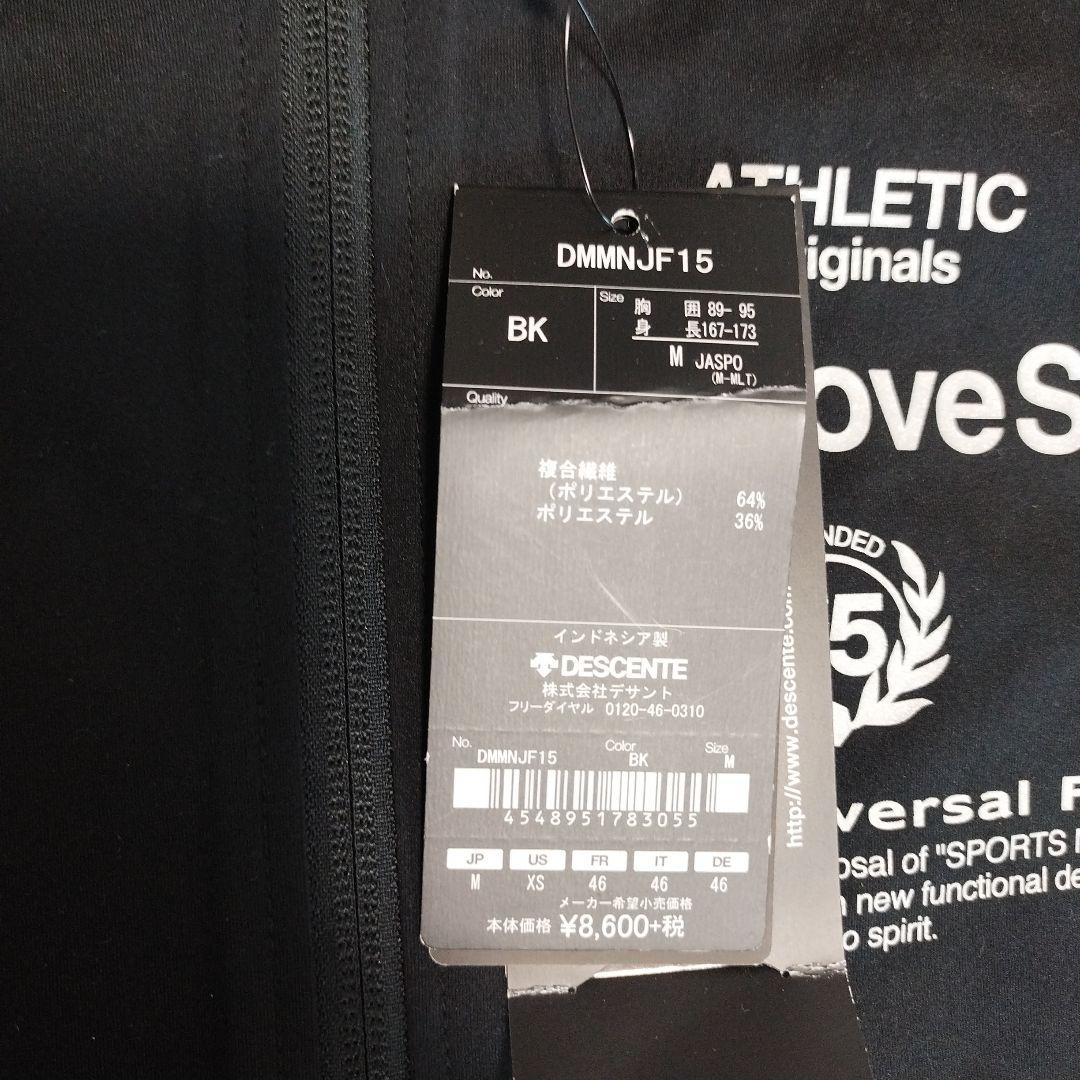 No.
DMMNJF15
Color
BK
Size
胸 囲 89- 95
身 長167-173
M JASPO
(M-MLT)
Quality
複合繊維
(ポリエステル) 64%
ポリエステル 36%
インドネシア製
DESCENTE
株式会社デサント
フリーダイヤル 0120-46-0310
No. Color Size
DMMNJF15 BK M
4548951783055
JP US FR IT DE
M XS 46 46 46
メーカー希望小売価格
本体価格 ¥8,600+税
http://www.descente.com
ATHLETIC
iginals
oveS
NDED
5
versal
osal of "SPORTS
new functional de
o spirit.